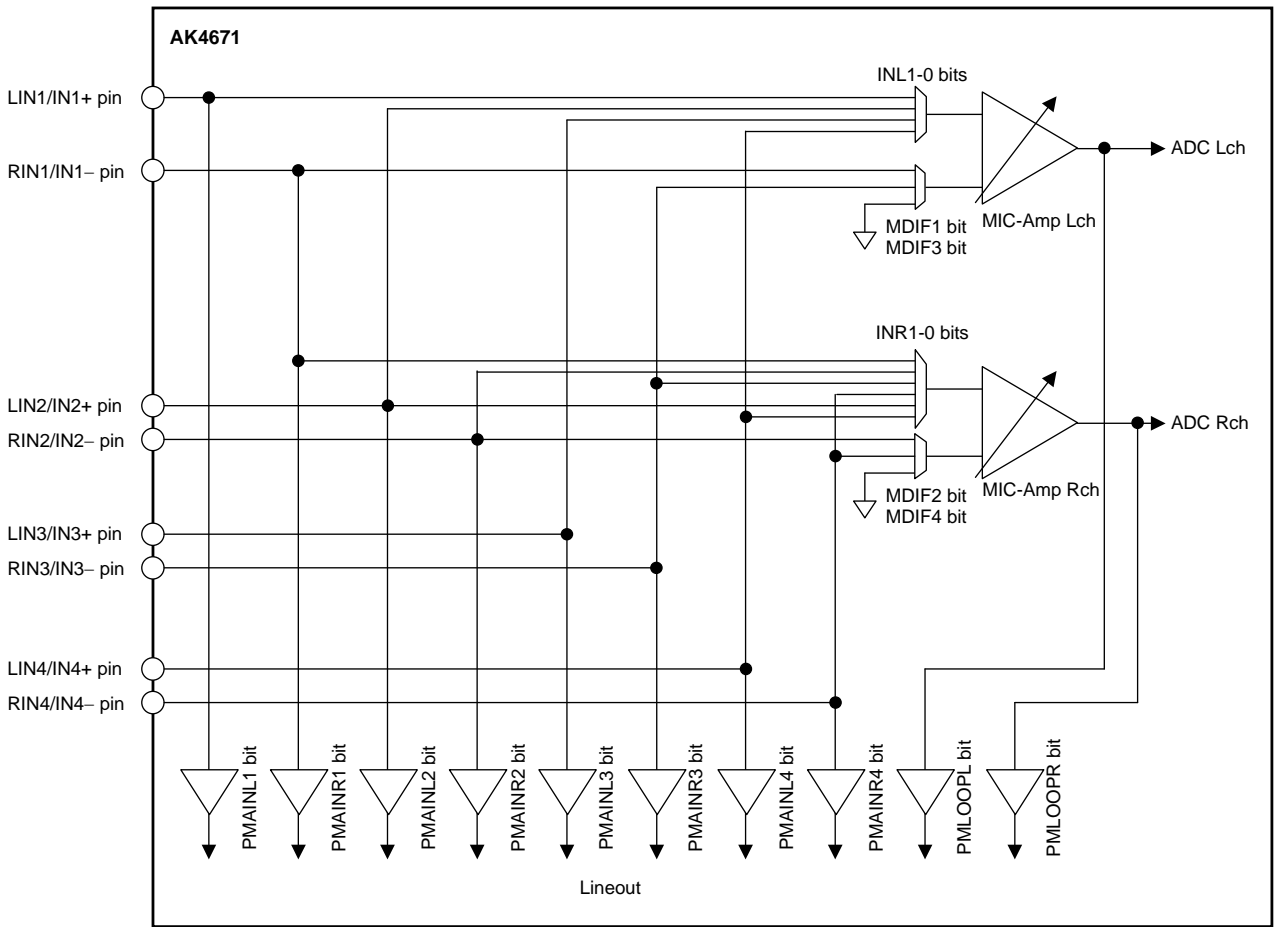 AK4671
LIN1/IN1+ pin
INL1-0 bits
ADC Lch
RIN1/IN1− pin
MIC-Amp Lch
MDIF1 bit
MDIF3 bit
INR1-0 bits
LIN2/IN2+ pin
ADC Rch
RIN2/IN2− pin
MIC-Amp Rch
MDIF2 bit
MDIF4 bit
LIN3/IN3+ pin
RIN3/IN3− pin
LIN4/IN4+ pin
RIN4/IN4− pin
PMAINL1 bit
PMAINR1 bit
PMAINL2 bit
PMAINR2 bit
PMAINL3 bit
PMAINR3 bit
PMAINL4 bit
PMAINR4 bit
PMLOOPL bit
PMLOOPR bit
Lineout